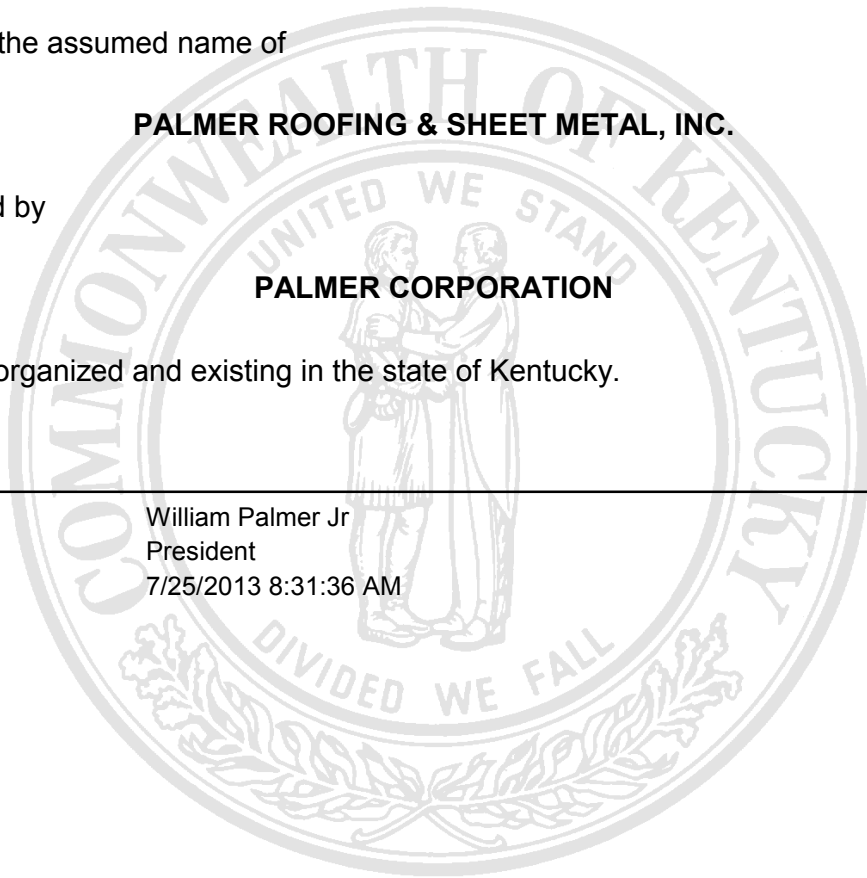 the assumed name of
PALMER ROOFING & SHEET METAL, INC.
d by
PALMER CORPORATION
organized and existing in the state of Kentucky.
William Palmer Jr
President
7/25/2013 8:31:36 AM
COMMONWEALTH OF KENTUCKY
UNITED WE STAND
DIVIDED WE FALL